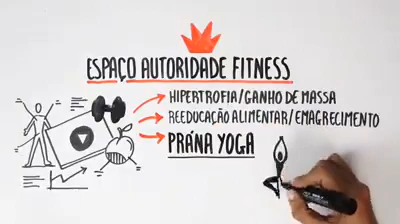 ESPAÇO AUTORIDADE FITNESS
HIPERTROFIA/GANHO DE MASSA
REEDUCAÇÃO ALIMENTAR/EMAGRECIMENTO
PRÁNA YOGA